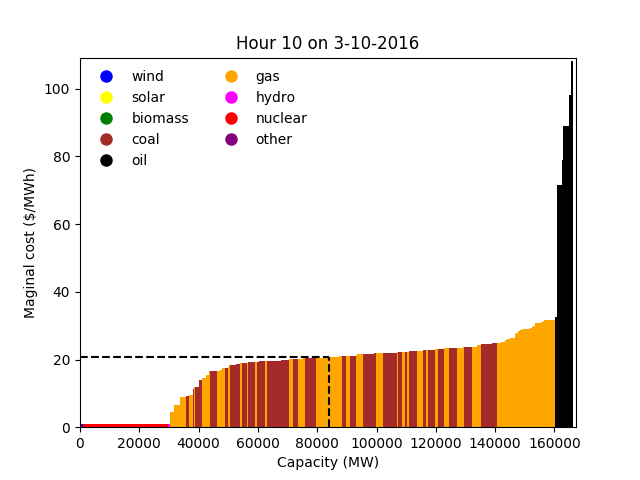 Hour 10 on 3-10-2016
Maginal cost ($/MWh)
100
80
60
40
20
0
wind
solar
biomass
coal
oil
gas
hydro
nuclear
other
0 20000 40000 60000 80000 100000 120000 140000 160000
Capacity (MW)